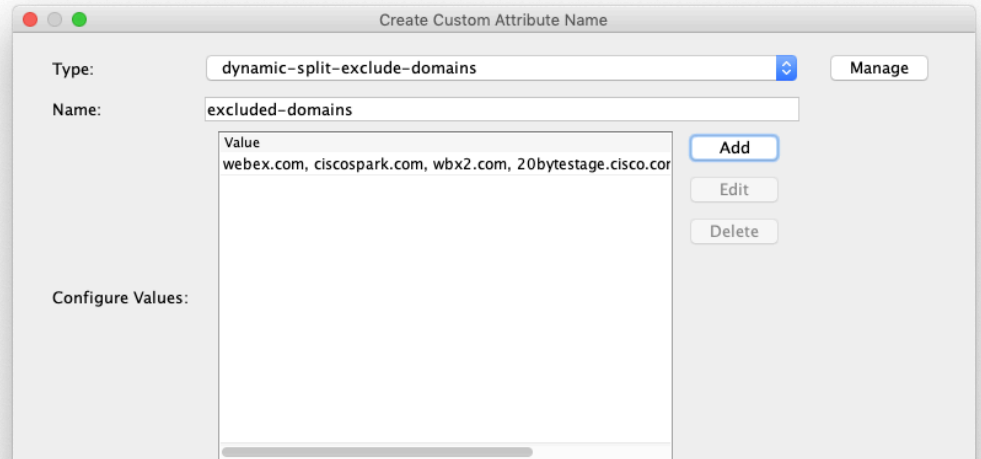 Create Custom Attribute Name
Type: dynamic-split-exclude-domains Manage
Name: excluded-domains
Value Add
webex.com, ciscospark.com, wbx2.com, 20bytestage.cisco.cor
Edit
Delete
Configure Values: